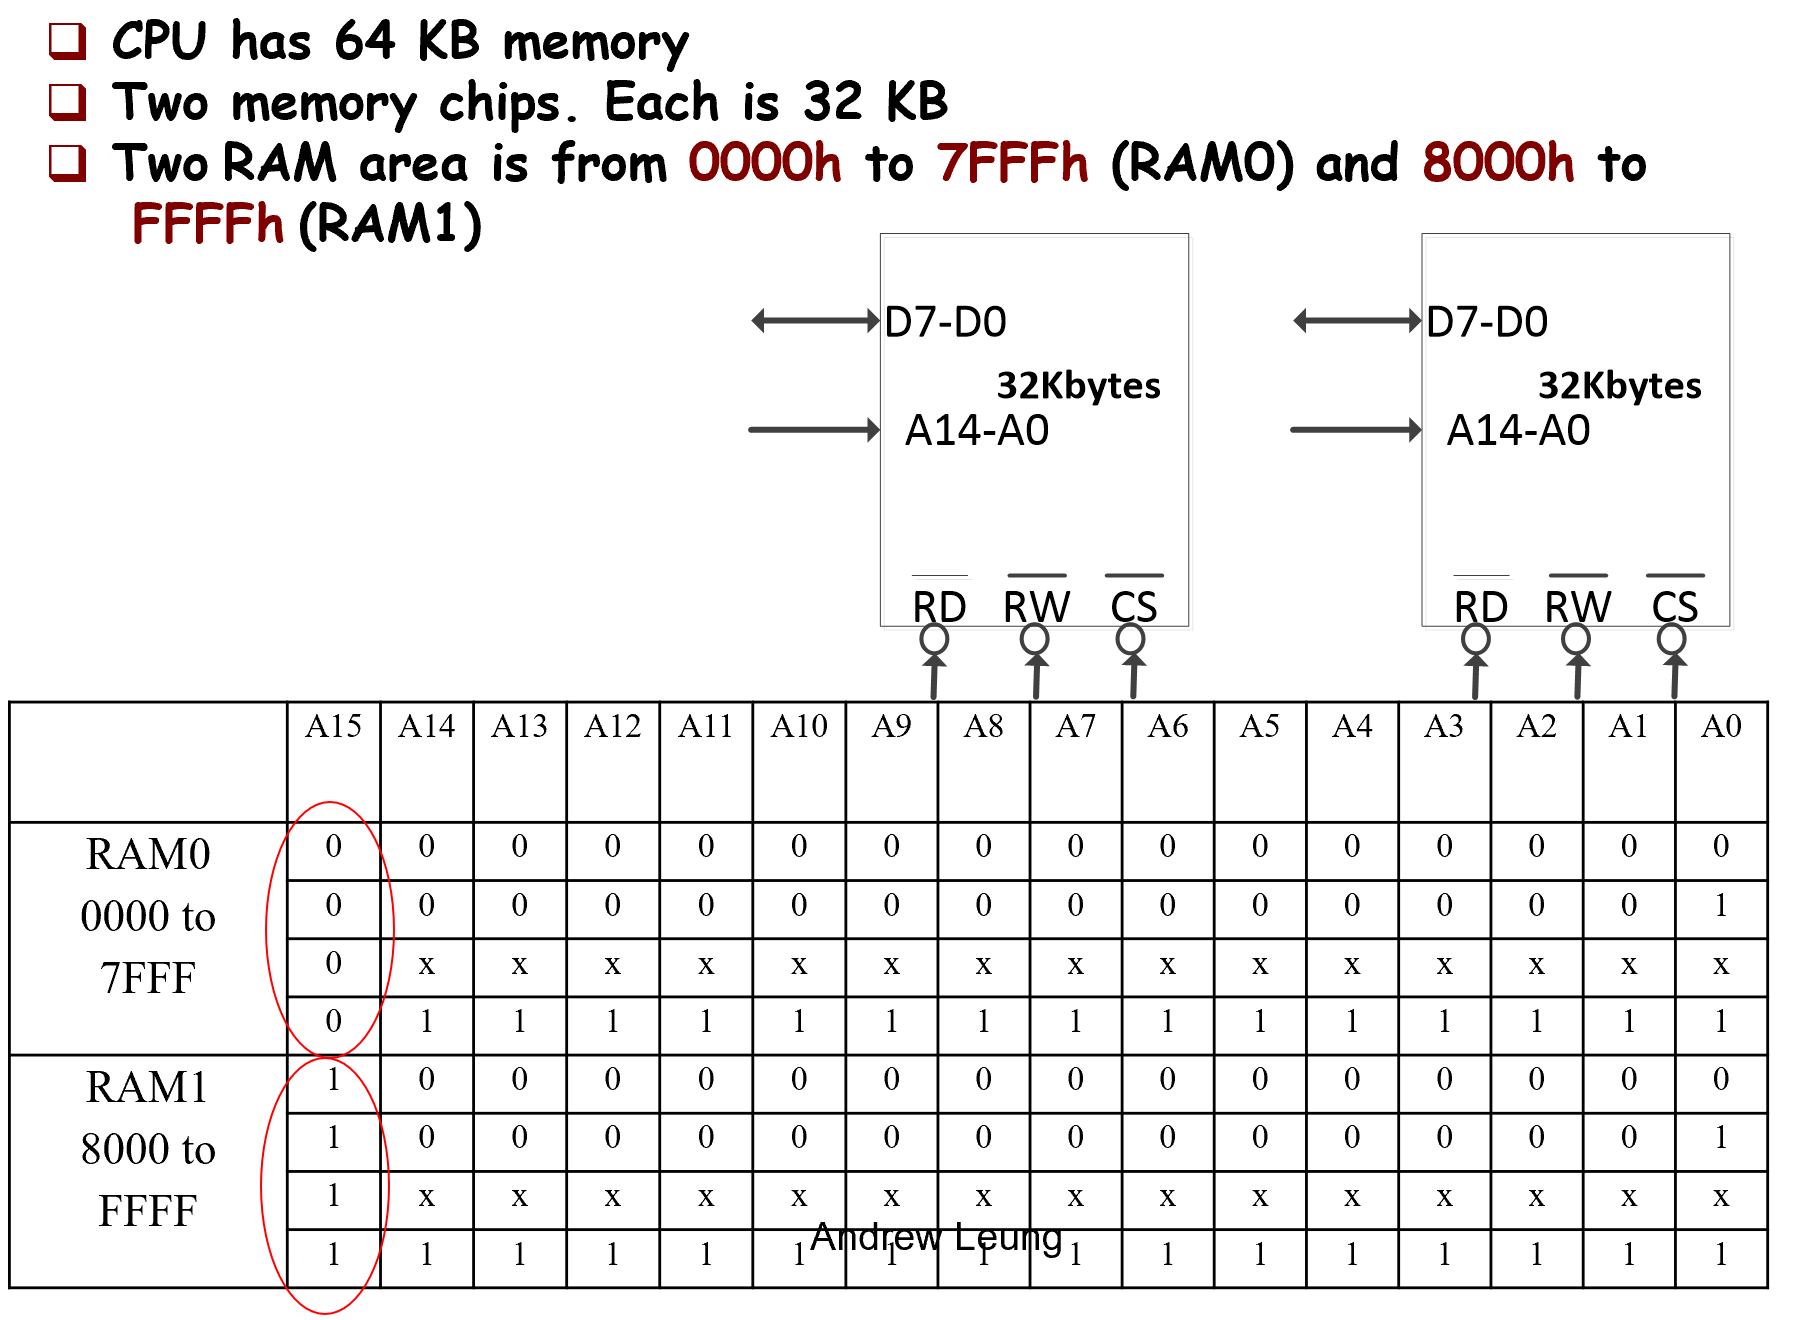 CPU has 64 KB memory
Two memory chips. Each is 32 KB
Two RAM area is from 0000h to 7FFFh (RAM0) and 8000h to
FFFFh (RAM1)
D7-D0 D7-D0
32Kbytes 32Kbytes
A14-A0 A14-A0
RD RW CS RD RW CS
A15 A14 A13 A12 A11 A10 A9 A8 A7 A6 A5 A4 A3 A2 A1 A0
RAM0
0000 to
7FFF
0 0 0 0 0 0 0 0 0 0 0 0 0 0 0 0
0 0 0 0 0 0 0 0 0 0 0 0 0 0 0 1
0 x x x x x x x x x x x x x x x
0 1 1 1 1 1 1 1 1 1 1 1 1 1 1 1
RAM1
8000 to
FFFF
1 0 0 0 0 0 0 0 0 0 0 0 0 0 0 0
1 0 0 0 0 0 0 0 0 0 0 0 0 0 0 1
1 x x x x x x x x x x x x x x x
1 1 1 1 1 1 1 1 1 1 1 1 1 1 1 1
Andrew Leung